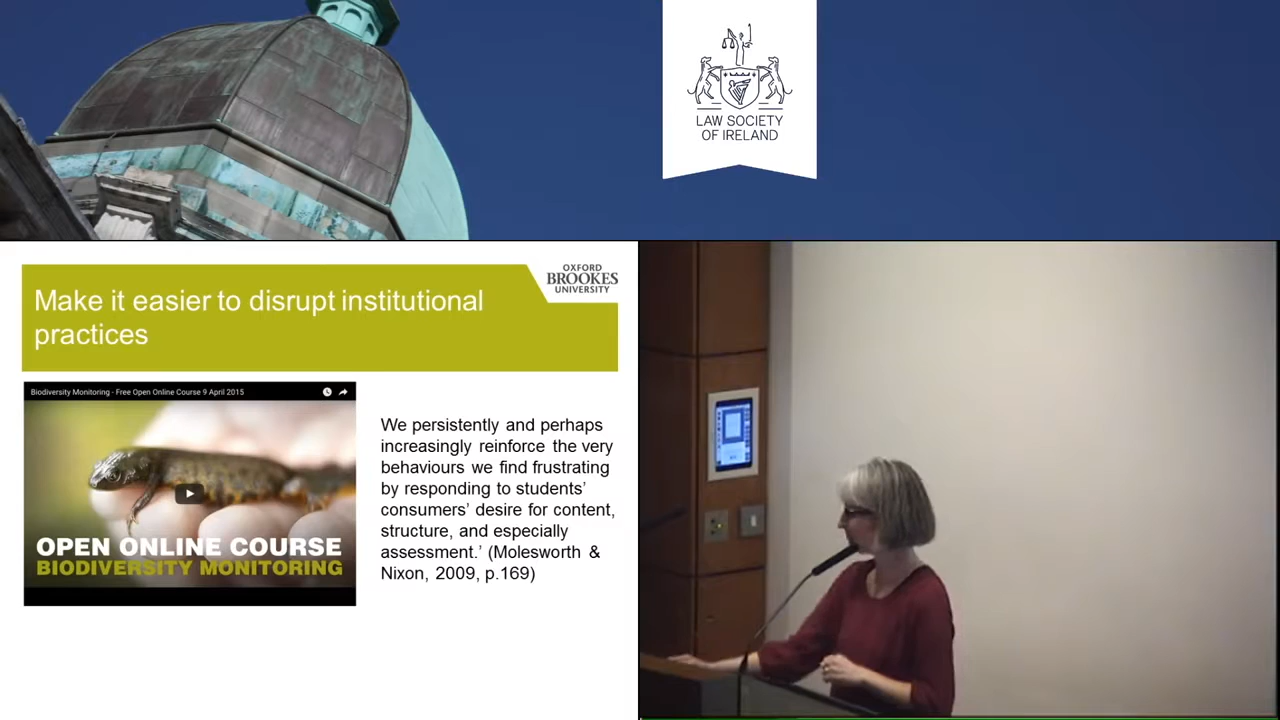 LAW SOCIETY
OF IRELAND
OXFORD
BROOKES
UNIVERSITY
Make it easier to disrupt institutional
practices
Biodiversity Monitoring - Free Open Online Course 9 April 2015
OPEN ONLINE COURSE
BIODIVERSITY MONITORING
We persistently and perhaps
increasingly reinforce the very
behaviours we find frustrating
by responding to students’
consumers’ desire for content,
structure, and especially
assessment.’ (Molesworth &
Nixon, 2009, p.169)